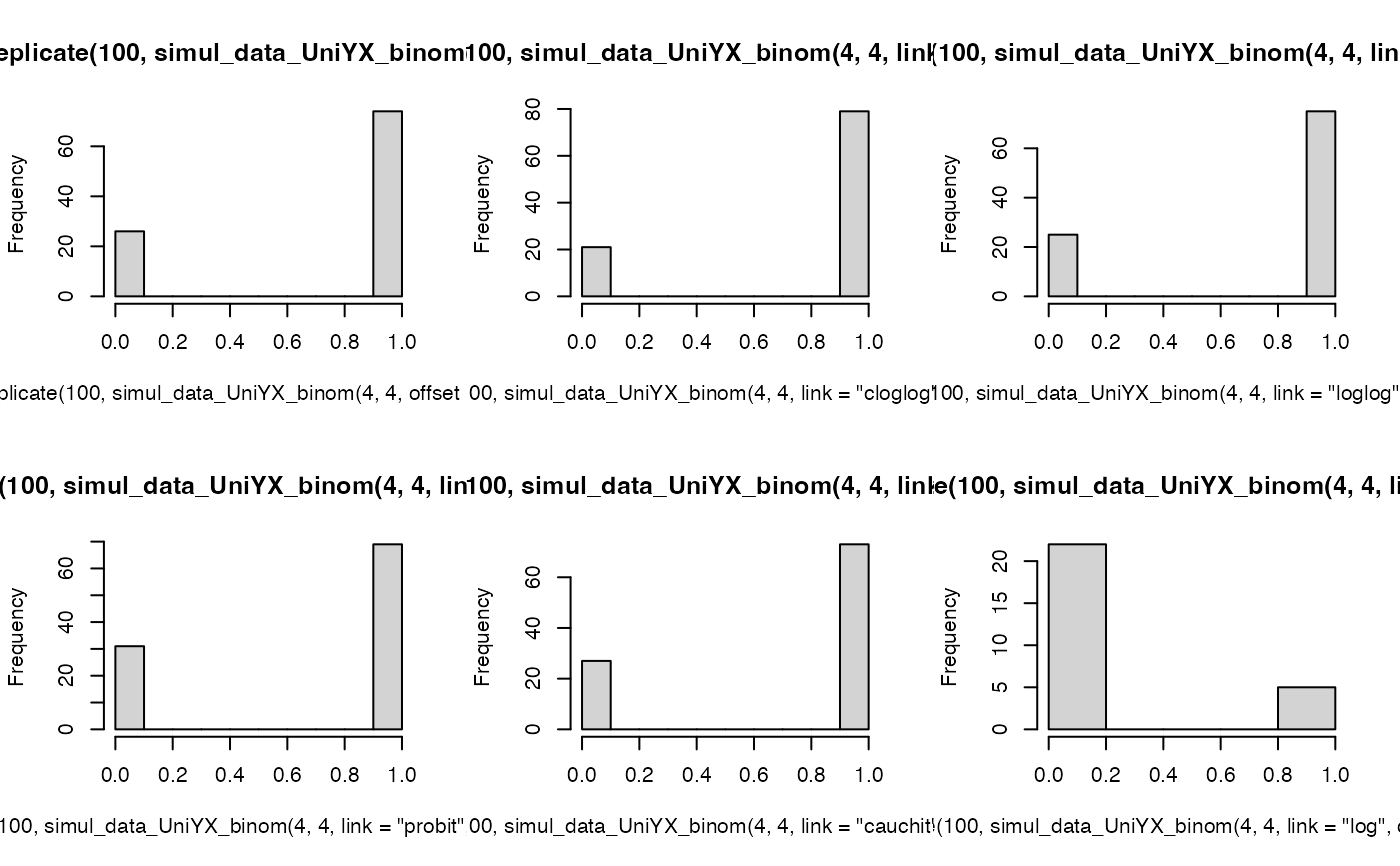 eplicate(100, simul_data_UniYX_binom
100, simul_data_UniYX_binom(4, 4, link
(100, simul_data_UniYX_binom(4, 4, lin
Frequency
0 20 40 60
0.0 0.2 0.4 0.6 0.8 1.0
plicate(100, simul_data_UniYX_binom(4, 4, offset
Frequency
0 20 40 60 80
0.0 0.2 0.4 0.6 0.8 1.0
00, simul_data_UniYX_binom(4, 4, link = "cloglog"
Frequency
0 20 40 60
0.0 0.2 0.4 0.6 0.8 1.0
100, simul_data_UniYX_binom(4, 4, link = "loglog"
(100, simul_data_UniYX_binom(4, 4, lin
100, simul_data_UniYX_binom(4, 4, link
e(100, simul_data_UniYX_binom(4, 4, li
Frequency
0 20 40 60
0.0 0.2 0.4 0.6 0.8 1.0
100, simul_data_UniYX_binom(4, 4, link = "probit"
Frequency
0 20 40 60
0.0 0.2 0.4 0.6 0.8 1.0
00, simul_data_UniYX_binom(4, 4, link = "cauchit"
Frequency
0 5 10 15 20
0.0 0.2 0.4 0.6 0.8 1.0
(100, simul_data_UniYX_binom(4, 4, link = "log",